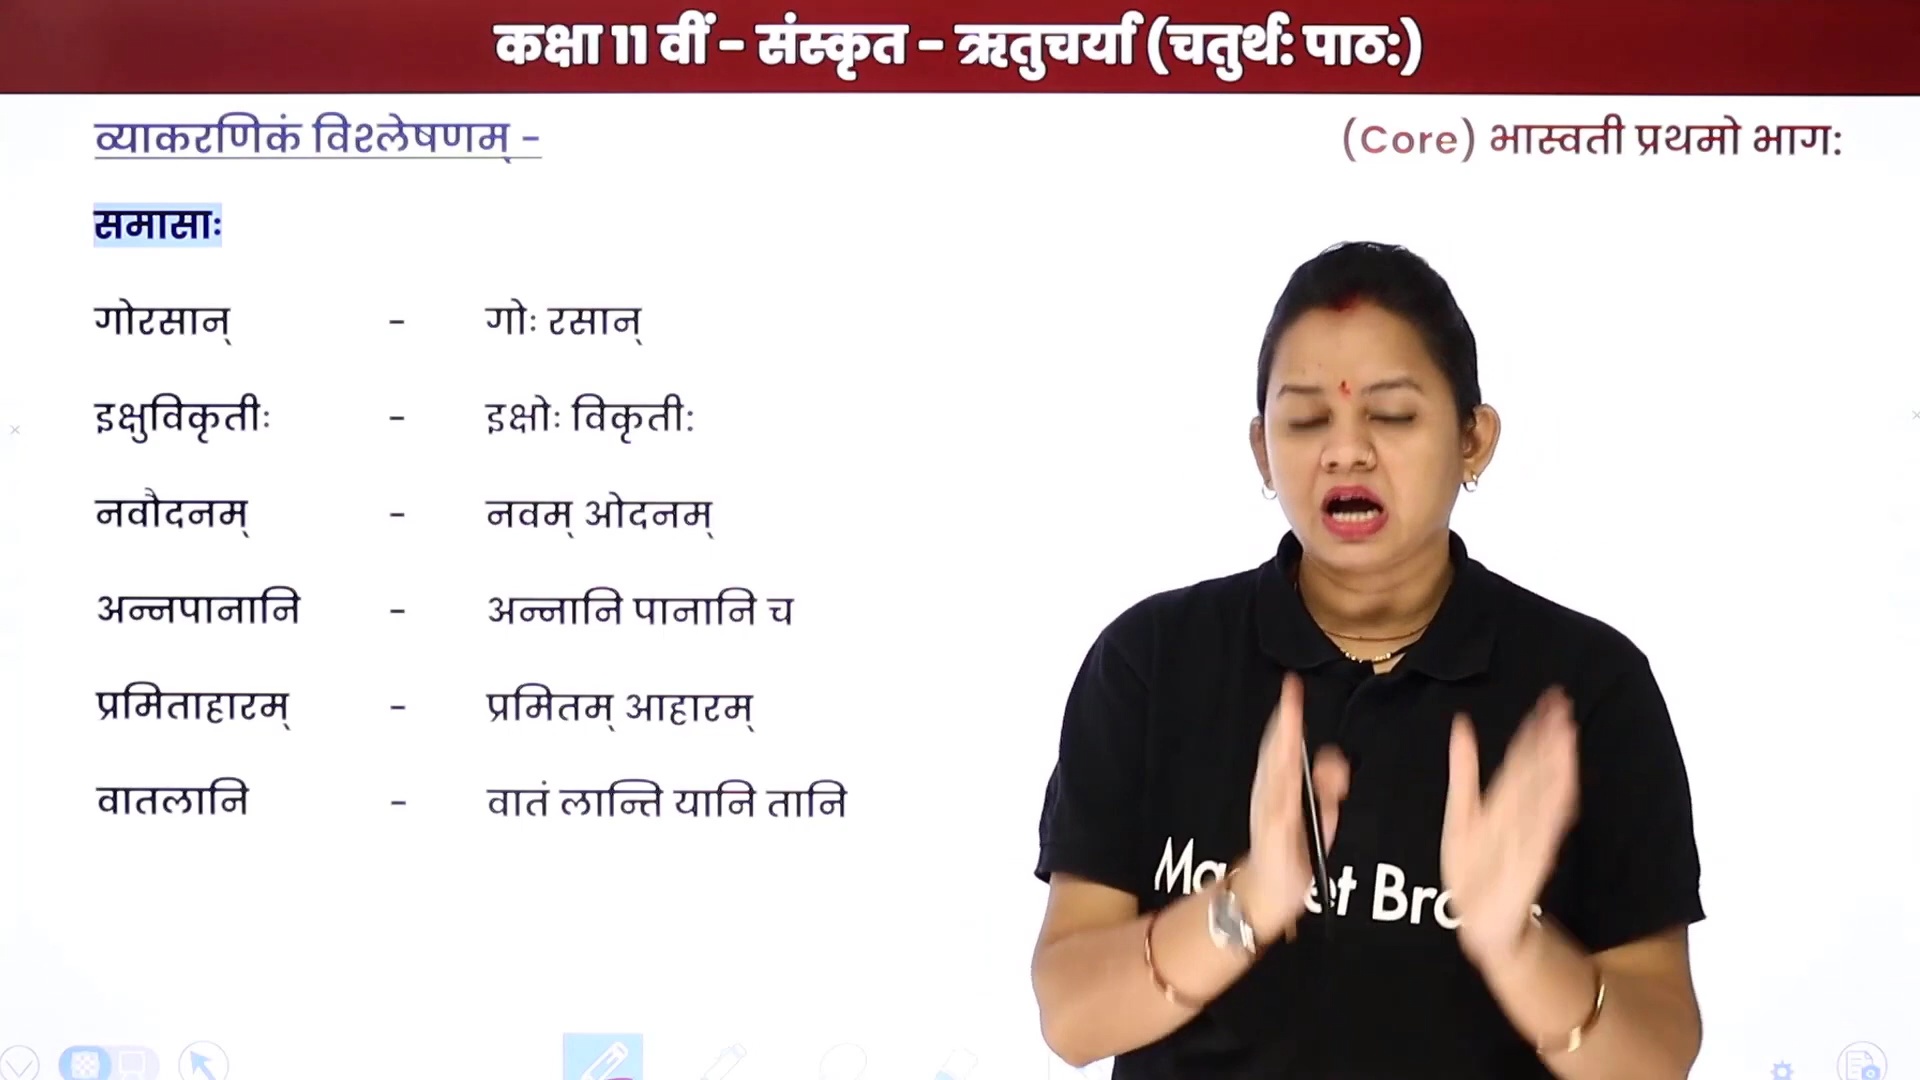 कक्षा 11 वीं - संस्कृत - ऋतुचर्या (चतुर्थ: पाठ:)
व्याकरणिकं विश्लेषणम् -
(Core) भास्वती प्रथमो भाग:
समासाः
गोरसान् - गोः रसान्
इक्षुविकृतीः - इक्षोः विकृती:
नवौदनम् - नवम् ओदनम्
अन्नपानानि - अन्नानि पानानि च
प्रमिताहारम् - प्रमितम् आहारम्
वातलानि - वातं लान्ति यानि तानि